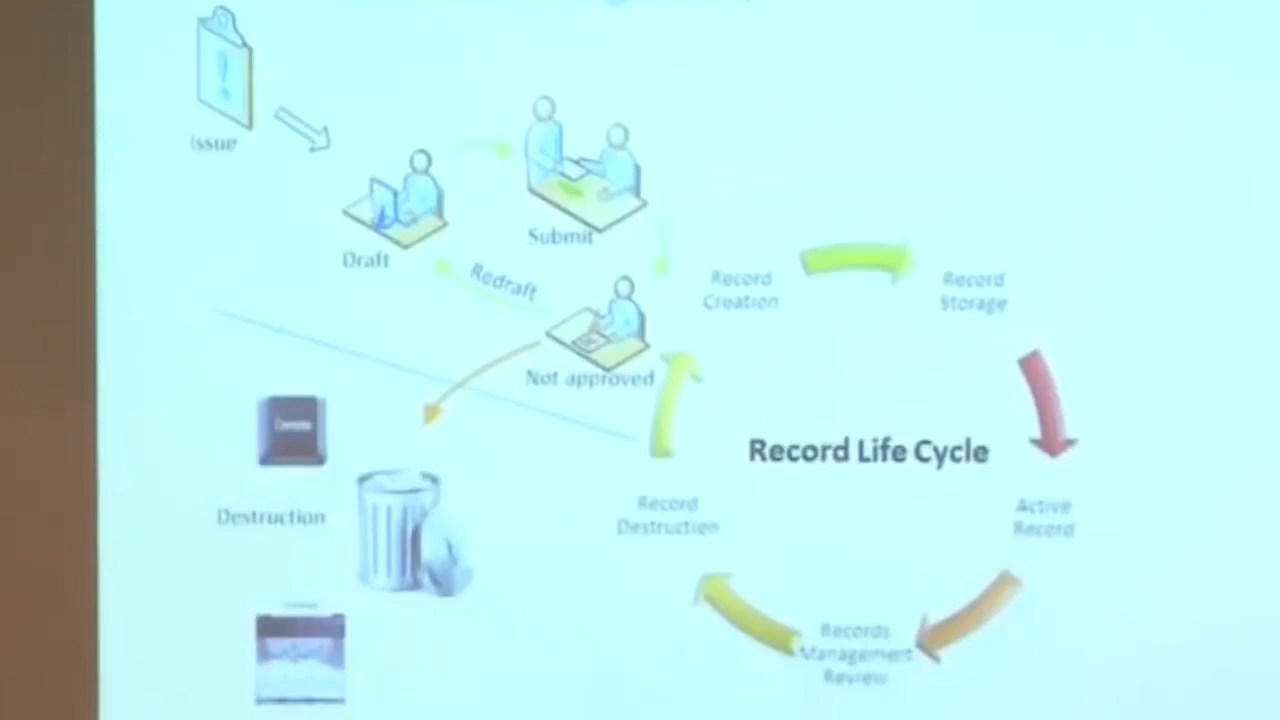 Issue
Draft
Submit
Redraft
Not approved
Destruction
Delete
Record
Creation
Record
Storage
Record Life Cycle
Active
Record
Records
Management
Review
Record
Destruction